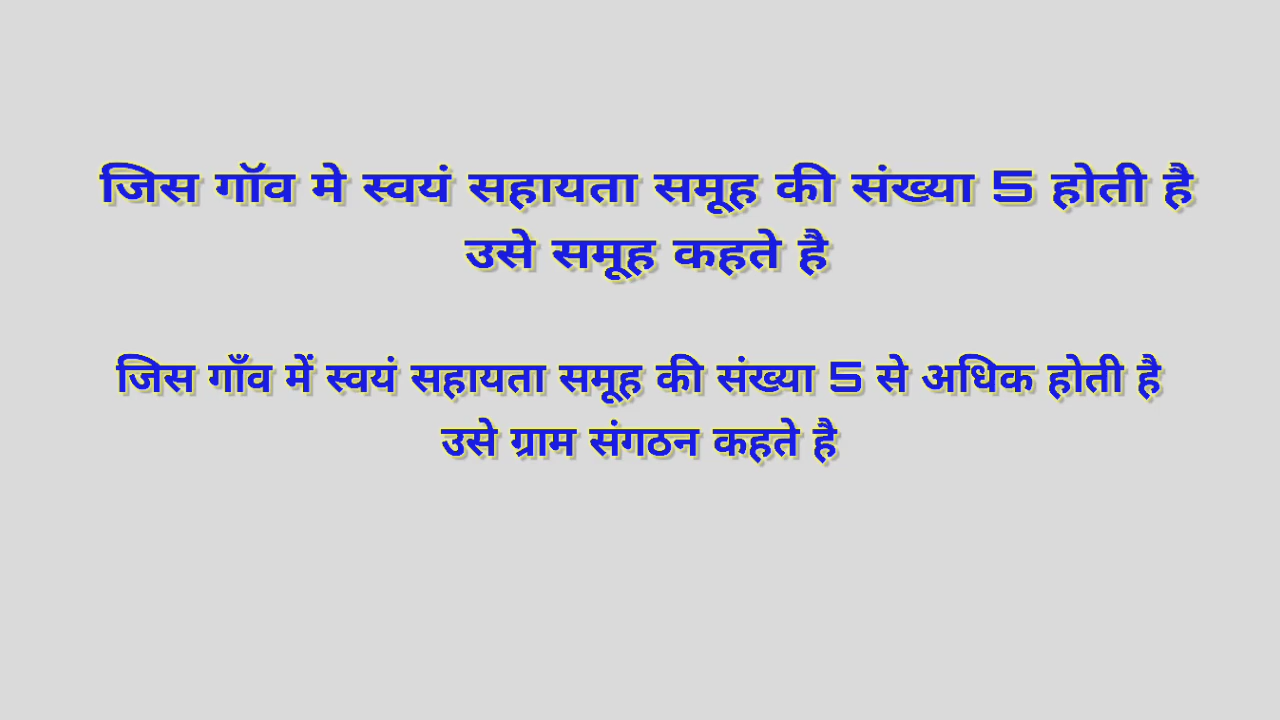 जिस गॉव मे स्वयं सहायता समूह की संख्या 5 होती है
उसे समूह कहते है
जिस गाँव में स्वयं सहायता समूह की संख्या 5 से अधिक होती है
उसे ग्राम संगठन कहते है